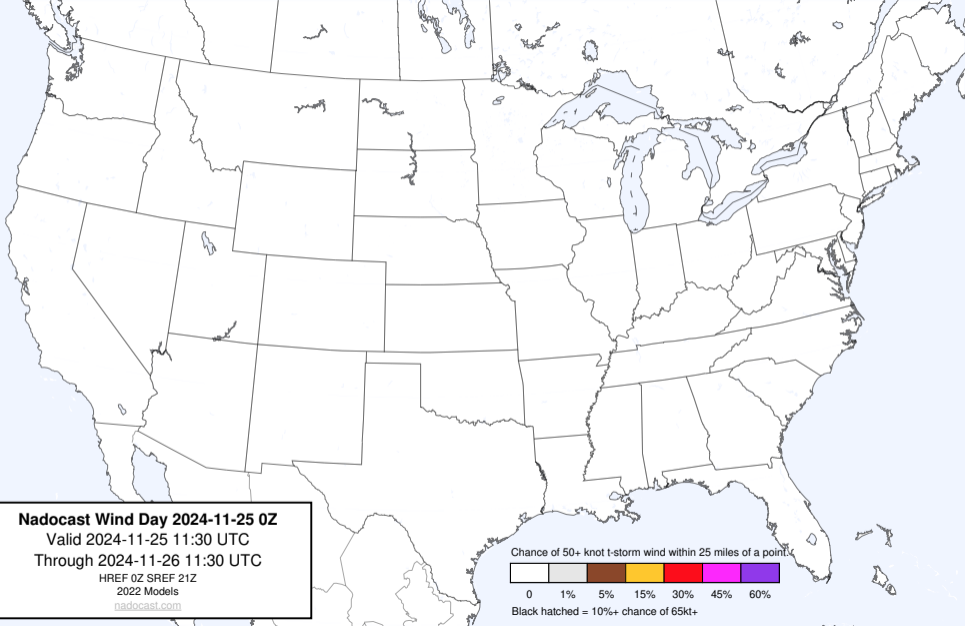 Nadocast Wind Day 2024-11-25 0Z
Valid 2024-11-25 11:30 UTC
Through 2024-11-26 11:30 UTC
HREF 0Z SREF 21Z
2022 Models
nadocast.com
Chance of 50+ knot t-storm wind within 25 miles of a point.
0 1% 5% 15% 30% 45% 60%
Black hatched = 10%+ chance of 65kt+